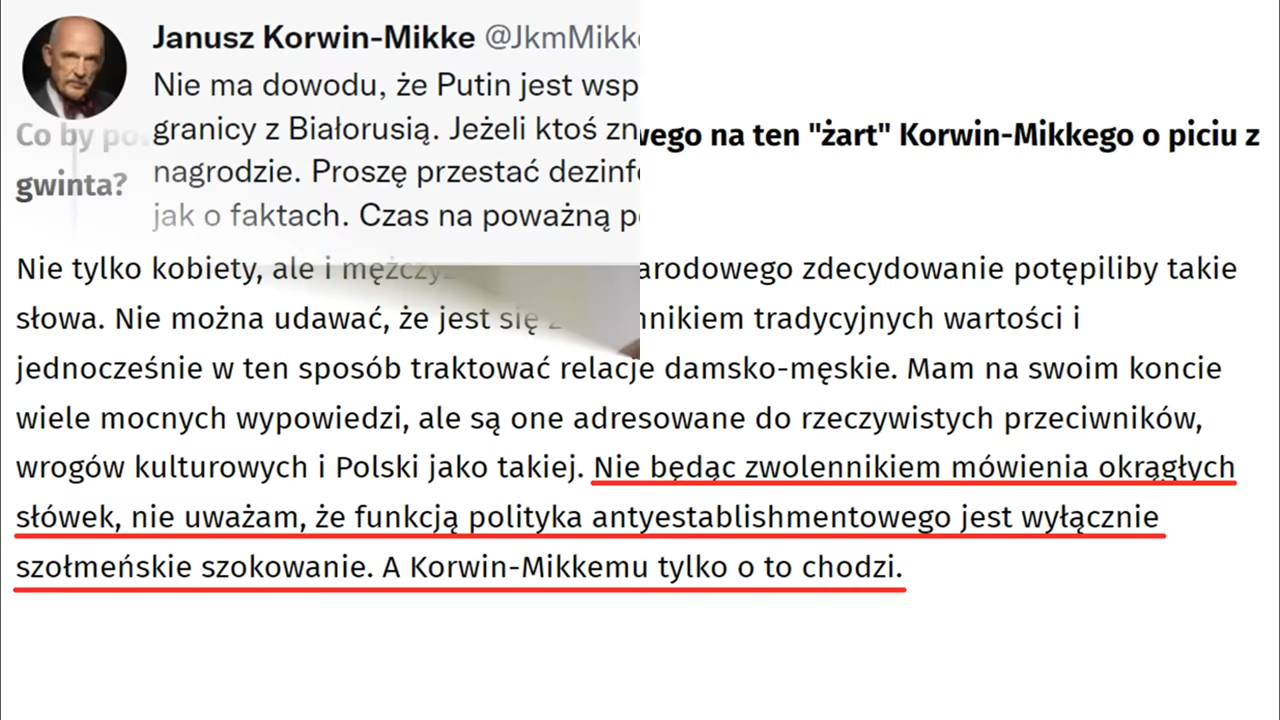 Janusz Korwin-Mikke @JkmMikk
Nie ma dowodu, że Putin jest wsp
granicy z Białorusią. Jeżeli ktoś zn
nagrodzie. Proszę przestać dezinf
jak o faktach. Czas na poważną p
Co by po wego na ten "żart" Korwin-Mikkego o piciu z
gwinta?
Nie tylko kobiety, ale i mężczyz arodowego zdecydowanie potępiliby takie
słowa. Nie można udawać, że jest się z nnikiem tradycyjnych wartości i
jednocześnie w ten sposób traktować relacje damsko-męskie. Mam na swoim koncie
wiele mocnych wypowiedzi, ale są one adresowane do rzeczywistych przeciwników,
wrogów kulturowych i Polski jako takiej. Nie będąc zwolennikiem mówienia okrągłych
słówek, nie uważam, że funkcją polityka antyestablishmentowego jest wyłącznie
szołmeńskie szokowanie. A Korwin-Mikkemu tylko o to chodzi.